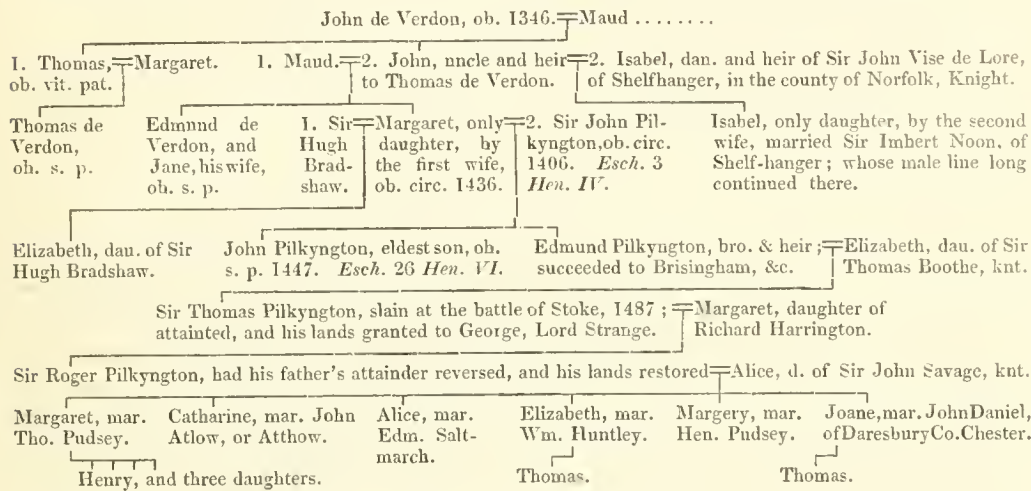 John de Verdon, ob. 1346.=Maud ........
1. Thomas,=Margaret.
ob. vit. pat.
1. Maud.=2. John, uncle and heir=2. Isabel, dau. and heir of Sir John Vise de Lore,
to Thomas de Verdon. of Shelfhanger, in the county of Norfolk, Knight.
Thomas de
Verdon,
ob. s. p.
Edmund de
Verdon, and
Jane, his wife,
ob. s. p.
1. Sir
Hugh
Brad-
shaw.
=Margaret, only=
daughter, by
the first wife,
ob. circ. 1436.
2. Sir John Pil-
kyngton, ob. circ.
1406. Esch. 3
Hen. IV.
Isabel, only daughter, by the second
wife, married Sir Imbert Noon, of
Shelf-hanger; whose male line long
continued there.
Elizabeth, dau. of Sir
Hugh Bradshaw.
John Pilkyngton, eldest son, ob.
s. p. 1447. Esch. 26 Hen. VI.
Edmund Pilkyngton, bro. & heir;=Elizabeth, dau. of Sir
succeeded to Brisingham, &c. Thomas Boothe, knt.
Sir Thomas Pilkyngton, slain at the battle of Stoke, 1487;=Margaret, daughter of
attainted, and his lands granted to George, Lord Strange. Richard Harrington.
Sir Roger Pilkyngton, had his father's attainder reversed, and his lands restored=Alice, d. of Sir John Savage, knt.
Margaret, mar.
Tho. Pudsey.
Catharine, mar. John
Atlow, or Atthow.
Alice, mar.
Edm. Salt-
march.
Elizabeth, mar.
Wm. Huntley.
Margery, mar.
Hen. Pudsey.
Joane, mar. John Daniel,
of Daresbury Co. Chester.
Henry, and three daughters.
Thomas.
Thomas.